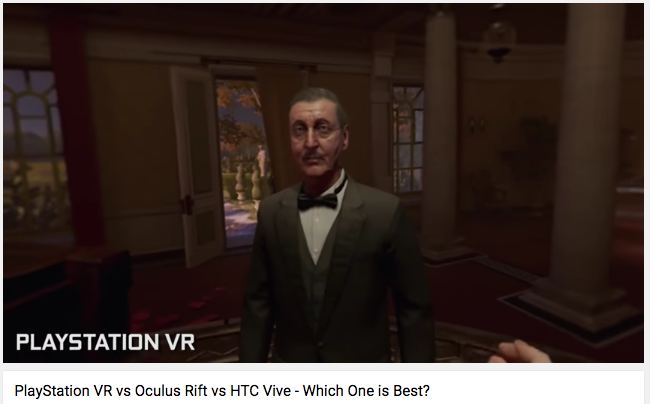 PLAYSTATION VR
PlayStation VR vs Oculus Rift vs HTC Vive - Which One is Best?